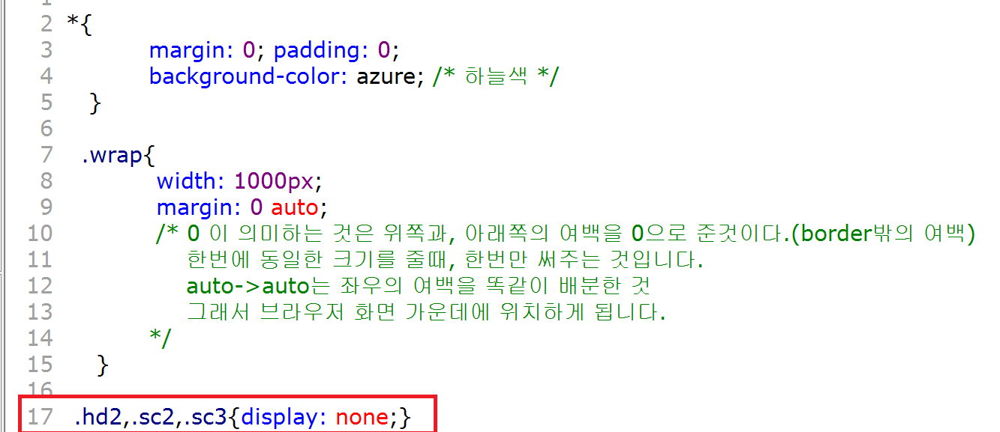 2 *{
3 margin: 0; padding: 0;
4 background-color: azure; /* 하늘색 */
5 }
6
7 .wrap{
8 width: 1000px;
9 margin: 0 auto;
10 /* 0 이 의미하는 것은 위쪽과, 아래쪽의 여백을 0으로 준것이다.(border밖의 여백)
11 한번에 동일한 크기를 줄때, 한번만 써주는 것입니다.
12 auto->auto는 좌우의 여백을 똑같이 배분한 것
13 그래서 브라우저 화면 가운데에 위치하게 됩니다.
14 */
15 }
16
17 .hd2,.sc2,.sc3{display: none;}